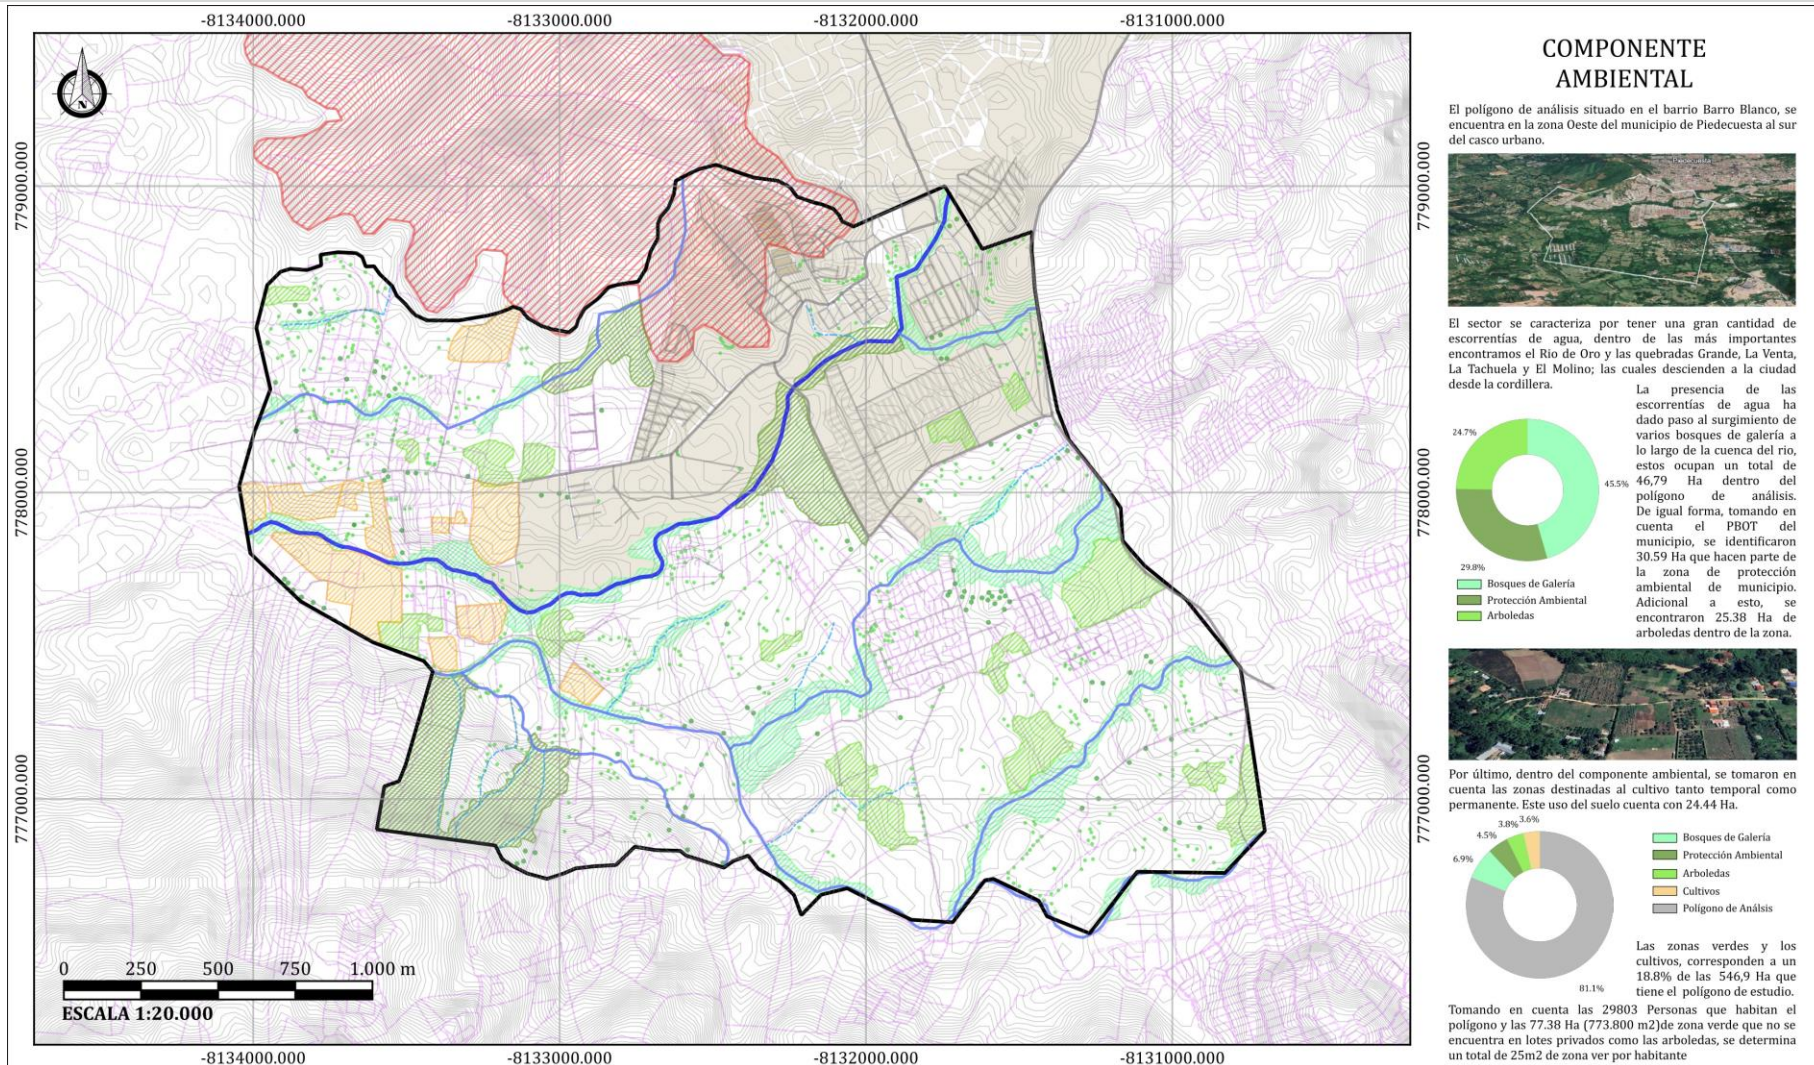 -8134000.000 -8133000.000 -8132000.000 -8131000.000
779000.000
778000.000
777000.000
N
0 250 500 750 1.000 m
ESCALA 1:20.000
779000.000
778000.000
777000.000
-8134000.000 -8133000.000 -8132000.000 -8131000.000
COMPONENTE
AMBIENTAL
El polígono de análisis situado en el barrio Barro Blanco, se
encuentra en la zona Oeste del municipio de Piedecuesta al sur
del casco urbano.
Piedecuesta
El sector se caracteriza por tener una gran cantidad de
escorrentías de agua, dentro de las más importantes
encontramos el Rio de Oro y las quebradas Grande, La Venta,
La Tachuela y El Molino; las cuales descienden a la ciudad
desde la cordillera.
La presencia de las
escorrentías de agua ha
dado paso al surgimiento de
varios bosques de galería a
lo largo de la cuenca del rio,
estos ocupan un total de
46,79 Ha dentro del
polígono de análisis.
De igual forma, tomando en
cuenta el PBOT del
municipio, se identificaron
30.59 Ha que hacen parte de
la zona de protección
ambiental de municipio.
Adicional a esto, se
encontraron 25.38 Ha de
arboledas dentro de la zona.
24.7%
45.5%
29.8%
Bosques de Galería
Protección Ambiental
Arboledas
Por último, dentro del componente ambiental, se tomaron en
cuenta las zonas destinadas al cultivo tanto temporal como
permanente. Este uso del suelo cuenta con 24.44 Ha.
3.6%
3.8%
4.5%
6.9%
81.1%
Bosques de Galería
Protección Ambiental
Arboledas
Cultivos
Polígono de Análsis
Las zonas verdes y los
cultivos, corresponden a un
18.8% de las 546,9 Ha que
tiene el polígono de estudio.
Tomando en cuenta las 29803 Personas que habitan el
polígono y las 77.38 Ha (773.800 m2)de zona verde que no se
encuentra en lotes privados como las arboledas, se determina
un total de 25m2 de zona ver por habitante